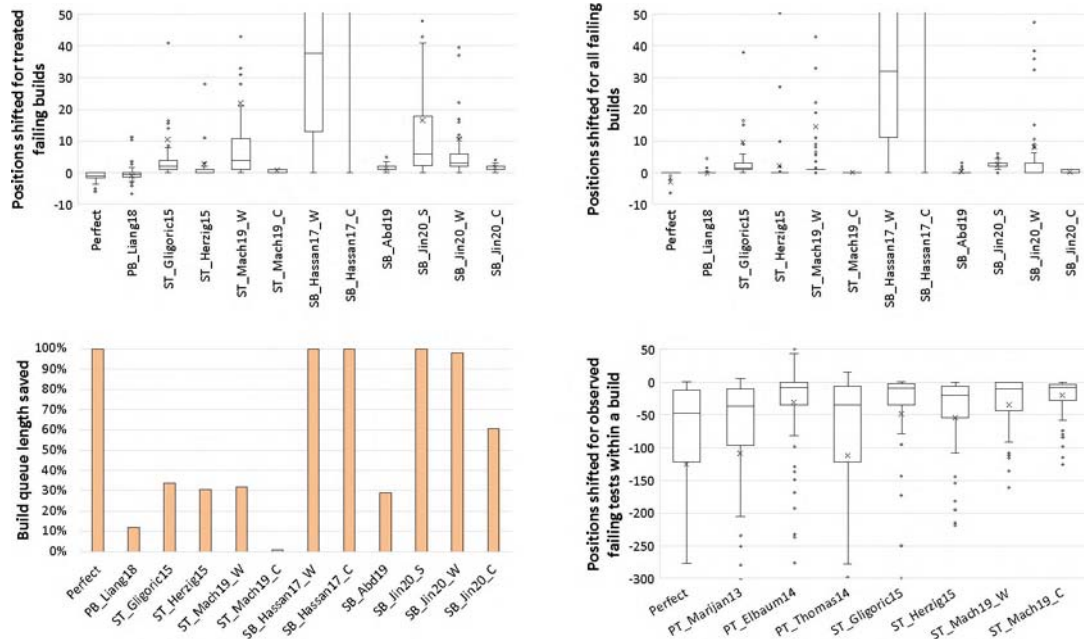 Positions shifted for treated
failing builds
50
40
30
20
10
0
-10
Perfect
PB_Liang18
ST_Gligoric15
ST_Herzig15
ST_Mach19_W
ST_Mach19_C
SB_Hassan17_W
SB_Hassan17_C
SB_Abd19
SB_Jin20_S
SB_Jin20_W
SB_Jin20_C
Positions shifted for all failing
builds
50
40
30
20
10
0
-10
Perfect
PB_Liang18
ST_Gligoric15
ST_Herzig15
ST_Mach19_W
ST_Mach19_C
SB_Hassan17_W
SB_Hassan17_C
SB_Abd19
SB_Jin20_S
SB_Jin20_W
SB_Jin20_C
Build queue length saved
100%
90%
80%
70%
60%
50%
40%
30%
20%
10%
0%
Perfect
PB_Liang18
ST_Gligoric15
ST_Herzig15
ST_Mach19_W
ST_Mach19_C
SB_Hassan17_W
SB_Hassan17_C
SB_Abd19
SB_Jin20_S
SB_Jin20_W
SB_Jin20_C
Positions shifted for observed
failing tests within a build
50
0
-50
-100
-150
-200
-250
-300
Perfect
PT_Marijan13
PT_Elbaum14
PT_Thomas14
ST_Gligoric15
ST_Herzig15
ST_Mach19_W
ST_Mach19_C